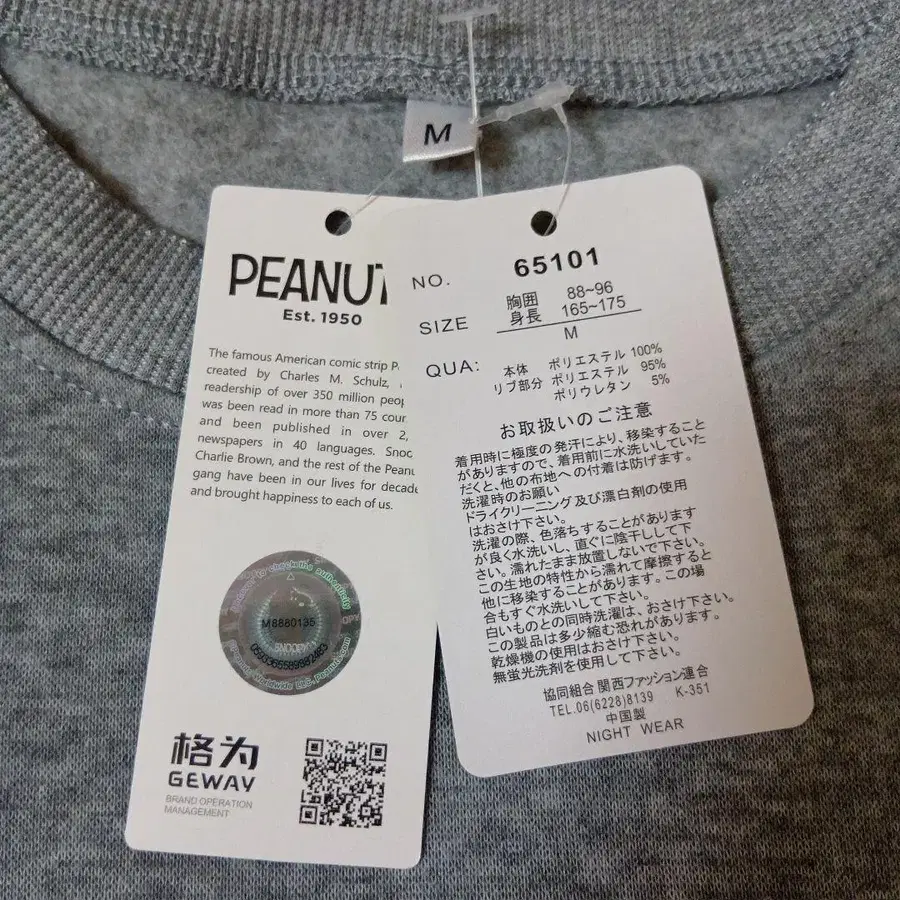 M
PEANUT
Est. 1950
The famous American comic strip P
created by Charles M. Schulz,
readership of over 350 million peop
was been read in more than 75 cour
and been published in over 2,
newspapers in 40 languages. Snoo
Charlie Brown, and the rest of the Peanu
gang have been in our lives for decade
and brought happiness to each of us.
to check the authenticity
M8880135
SNOOPY
Worldwide LLC, Peanut.com
格为
GEWAY
BRAND OPERATION
MANAGEMENT
NO. 65101
SIZE 胸囲 88~96
身長 165~175
M
QUA: 本体 ポリエステル 100%
リブ部分 ポリエステル 95%
ポリウレタン 5%
お取扱いのご注意
着用時に極度の発汗により、移染すること
がありますので、着用前に水洗いしていた
だくと、他の布地への付着は防げます。
洗濯時のお願い
ドライクリーニング及び漂白剤の使用
はおさけ下さい。
洗濯の際、色落ちすることがあります
が良く水洗いし、直ぐに陰干しして下
さい。濡れたまま放置しないで下さい。
この生地の特性から濡れて摩擦すると
他に移染することがあります。この場
合もすぐ水洗いして下さい。
白いものとの同時洗濯は、おさけ下さい。
この製品は多少縮む恐れがあります。
乾燥機の使用はおさけ下さい。
無蛍光洗剤を使用して下さい。
協同組合 関西ファッション連合
TEL.06(6228)8139 K-351
中国製
NIGHT WEAR